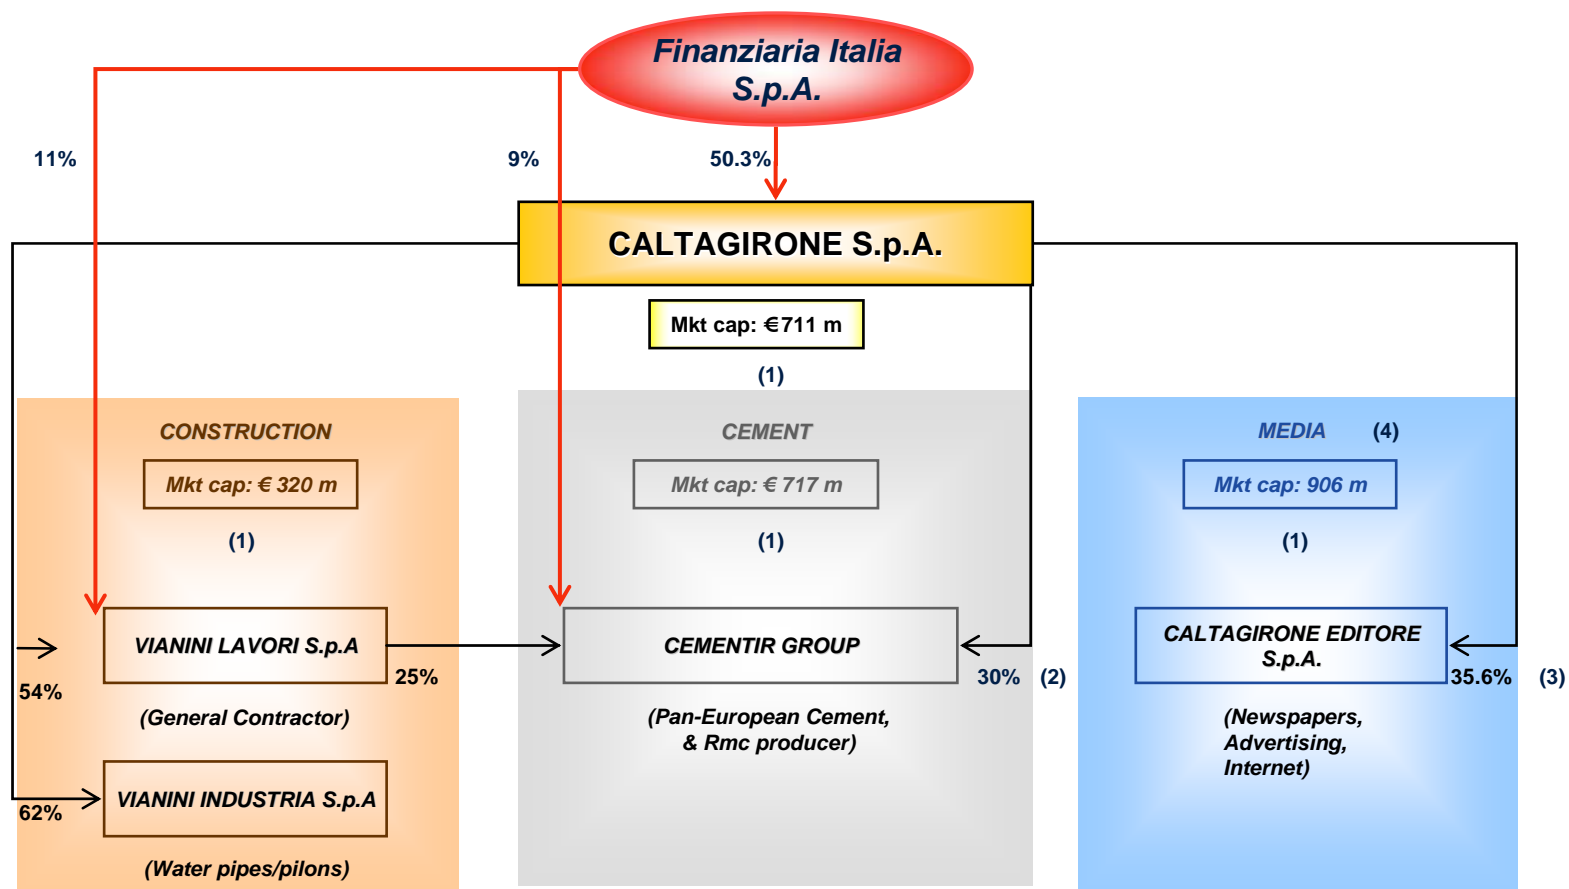 Finanziaria Italia
S.p.A.
11%
9%
50.3%
CALTAGIRONE S.p.A.
Mkt cap: €711 m
(1)
CONSTRUCTION
Mkt cap: € 320 m
(1)
CEMENT
Mkt cap: € 717 m
(1)
MEDIA (4)
Mkt cap: 906 m
(1)
VIANINI LAVORI S.p.A
54%
25%
(General Contractor)
VIANINI INDUSTRIA S.p.A
62%
(Water pipes/pilons)
CEMENTIR GROUP
30% (2)
(Pan-European Cement,
& Rmc producer)
CALTAGIRONE EDITORE
S.p.A.
35.6% (3)
(Newspapers,
Advertising,
Internet)